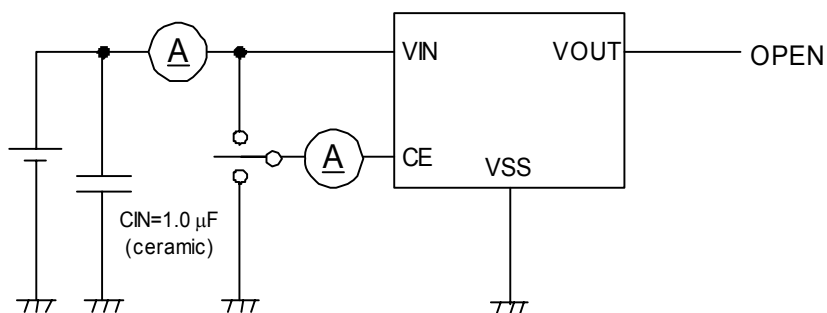 A
VIN
VOUT
OPEN
A
CE
VSS
CIN=1.0 μF
(ceramic)